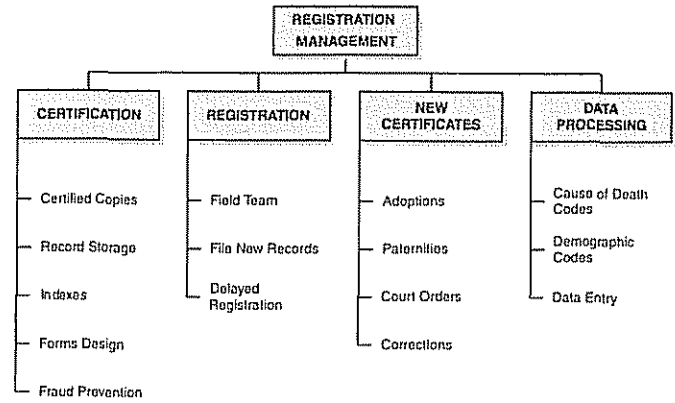 REGISTRATION
MANAGEMENT
CERTIFICATION
REGISTRATION
NEW
CERTIFICATES
DATA
PROCESSING
Certified Copies
Record Storage
Indexes
Forms Design
Fraud Prevention
Field Team
File New Records
Delayed
Registration
Adoptions
Paternities
Court Orders
Corrections
Cause of Death
Codes
Demographic
Codes
Data Entry